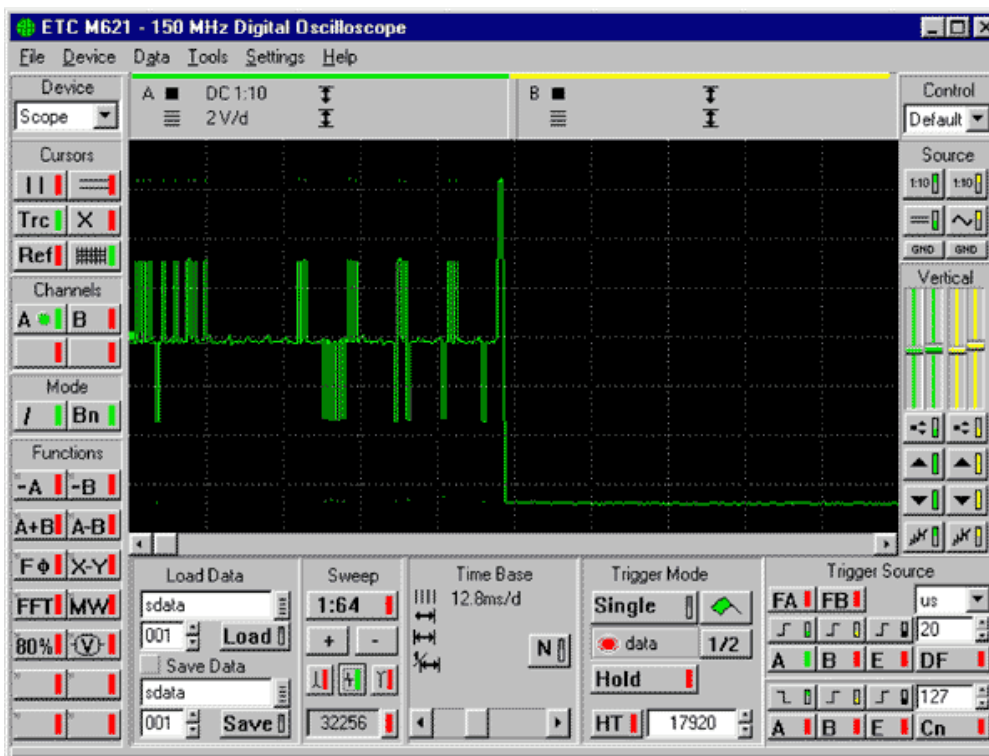 ETC M621 - 150 MHz Digital Oscilloscope
File Device Data Tools Settings Help
Device
Scope
A DC 1:10
2 V/d
B
Control
Default
Cursors
Trc X
Ref
Channels
A B
Mode
/ Bn
Functions
-A -B
A+B A-B
FΦ X-Y
FFT MW
80% V
Source
1:10 1:10
GND GND
Vertical
Load Data
sdata
001 Load
Save Data
sdata
001 Save
Sweep
1:64
+ -
32256
Time Base
12.8ms/d
N
Trigger Mode
Single
data 1/2
Hold
HT 17920
Trigger Source
FA FB us
20
A B E DF
127
A B E Cn